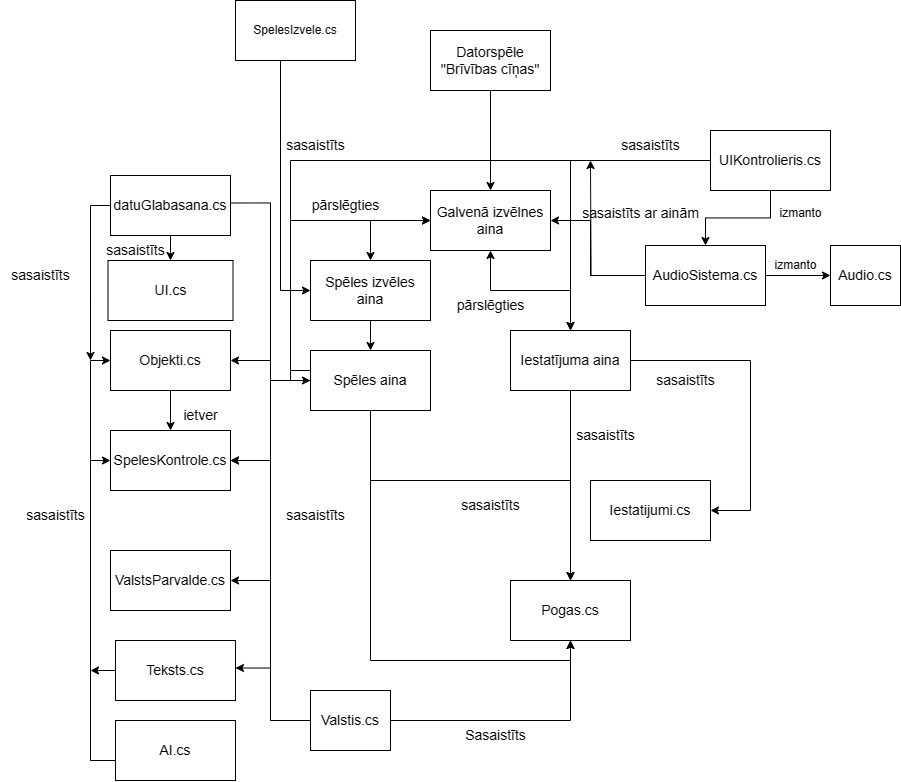 SpelesIzvele.cs
Datorspēle
"Brīvības cīņas"
sasaistīts
sasaistīts
UIKontrolieris.cs
datuGlabasana.cs
pārslēgties
Galvenā izvēlnes
aina
sasaistīts ar ainām
izmanto
sasaistīts
sasaistīts
UI.cs
Spēles izvēles
aina
pārslēgties
AudioSistema.cs
izmanto
Audio.cs
Objekti.cs
Spēles aina
Iestatījuma aina
sasaistīts
ietver
sasaistīts
SpelesKontrole.cs
sasaistīts
sasaistīts
sasaistīts
Iestatijumi.cs
ValstsParvalde.cs
Pogas.cs
Teksts.cs
Valstis.cs
Sasaistīts
AI.cs